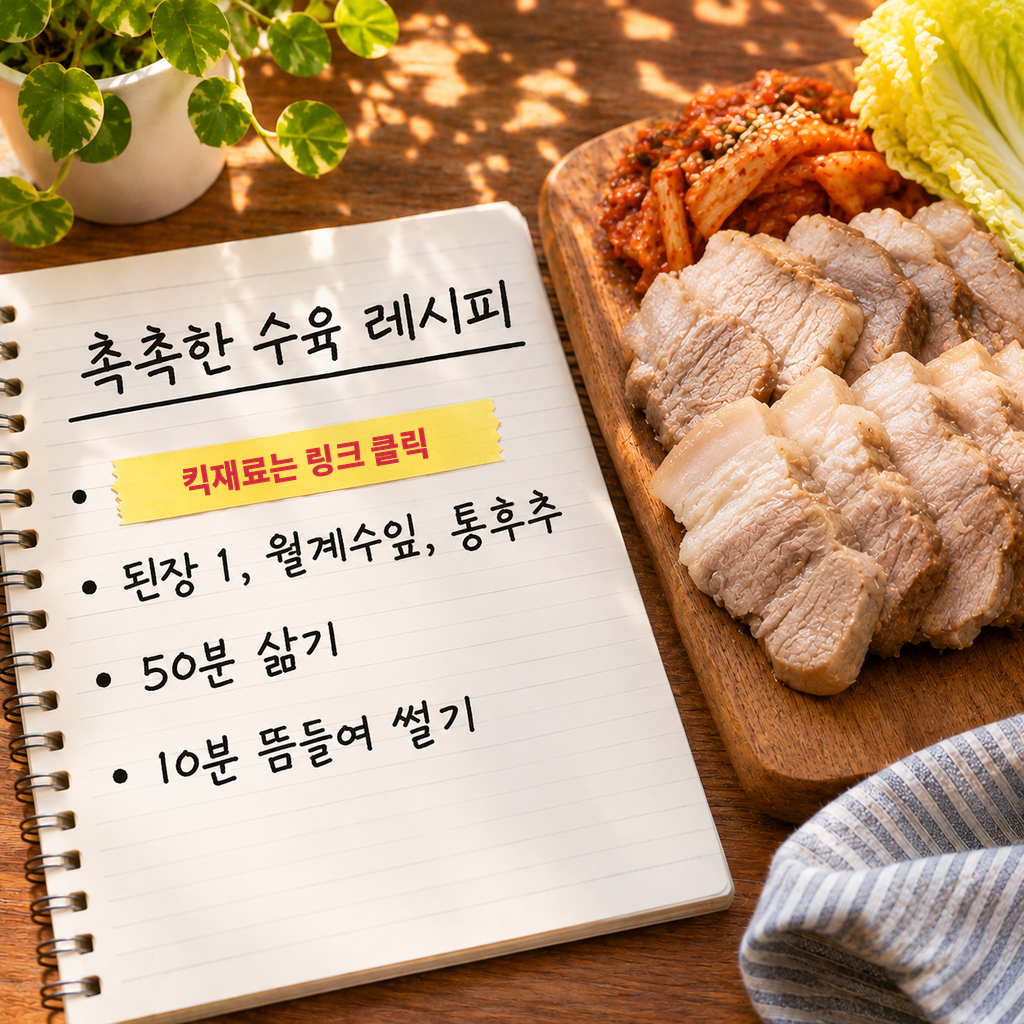 촉촉한 수육 레시피
킥재료는 링크 클릭
• 된장 1, 월계수잎, 통후추
• 50분 삶기
• 10분 뜸들여 썰기